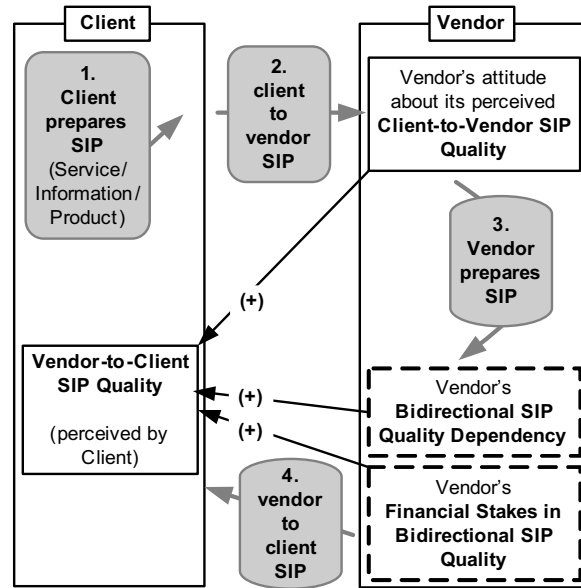 Client
Vendor
1.
Client
prepares
SIP
(Service/
Information/
Product)
2.
client
to
vendor
SIP
Vendor's attitude
about its perceived
Client-to-Vendor SIP
Quality
3.
Vendor
prepares
SIP
(+)
Vendor-to-Client
SIP Quality
(perceived by
Client)
(+)
(+)
Vendor's
Bidirectional SIP
Quality Dependency
Vendor's
Financial Stakes in
Bidirectional SIP
Quality
4.
vendor
to
client
SIP